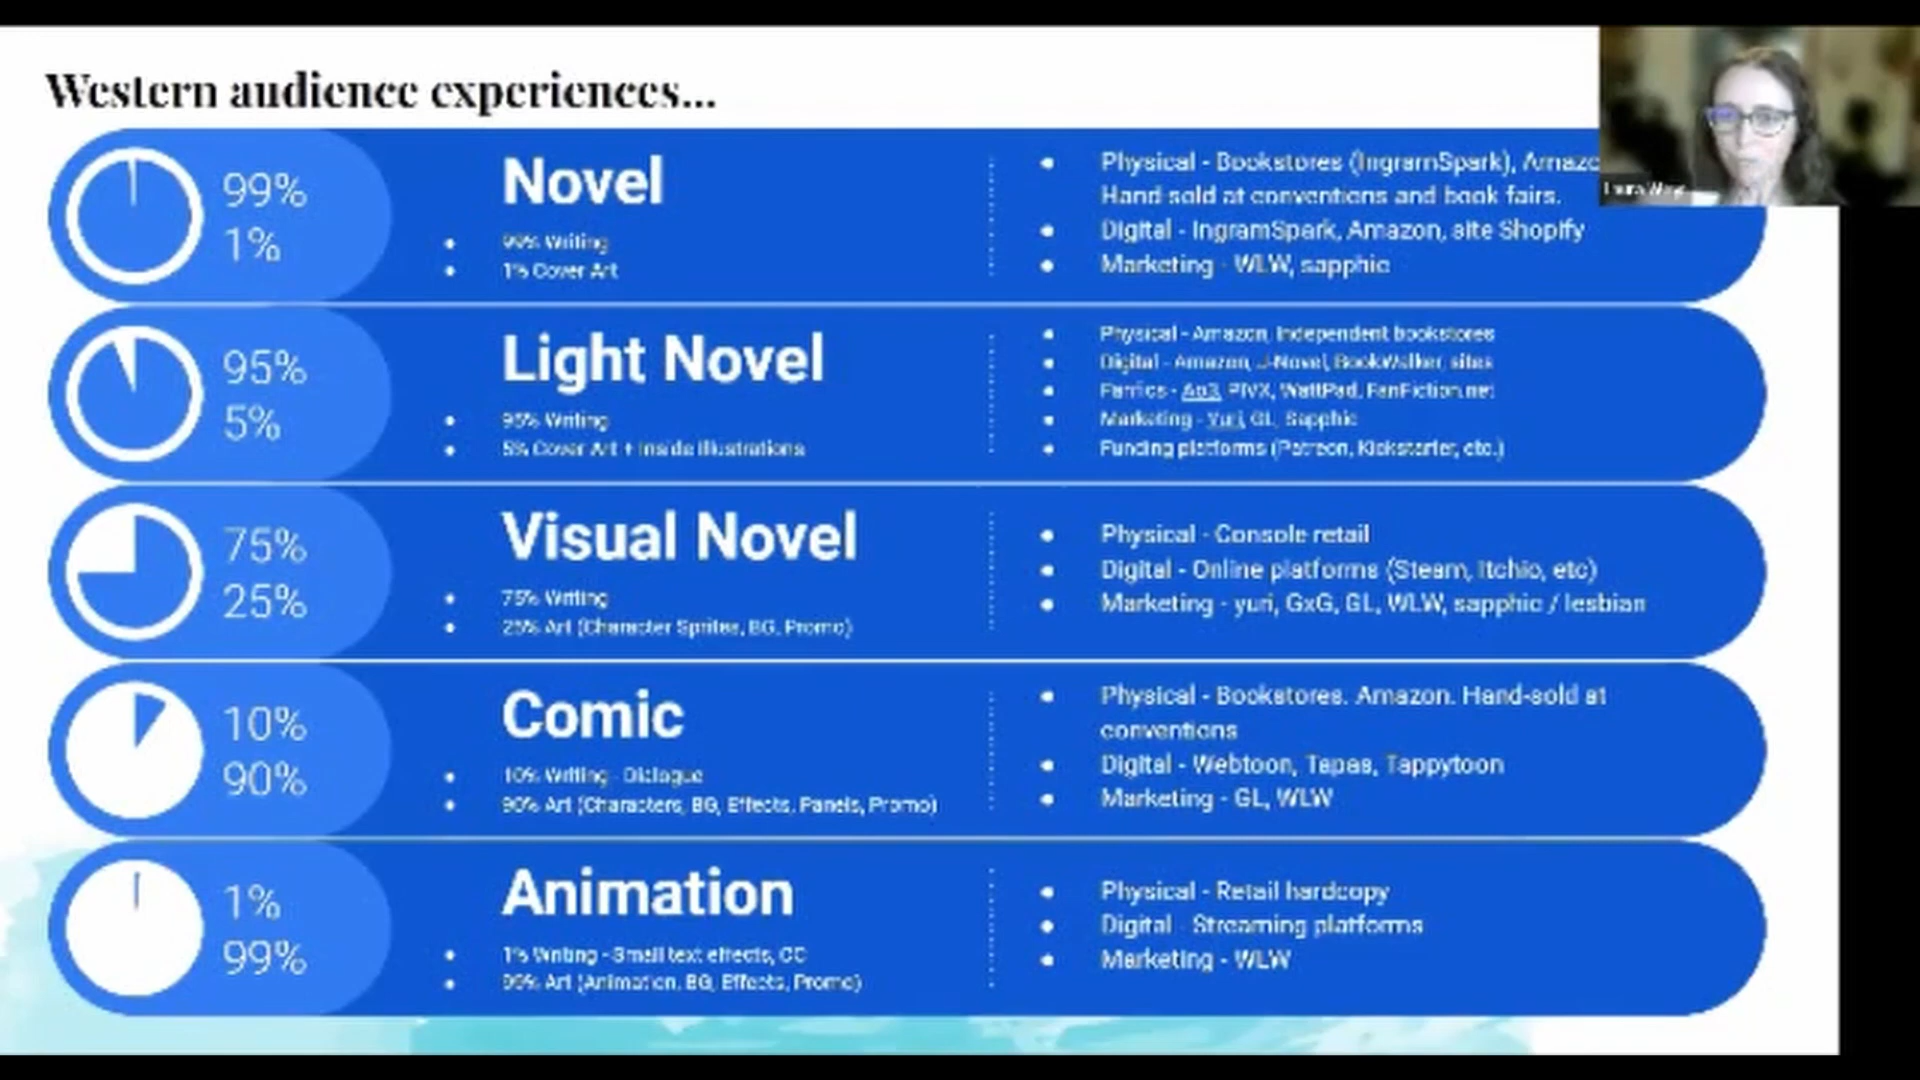 Western audience experiences...
99%
1%
Novel
99% Writing
1% Cover Art
Physical - Bookstores (IngramSpark), Amazo
Hand sold at conventions and book fairs.
Digital - IngramSpark, Amazon, site Shopify
Marketing - WLW, sapphic
95%
5%
Light Novel
95% Writing
5% Cover Art + Inside Illustrations
Physical - Amazon, Independent bookstores
Digital - Amazon, J-Novel, BookWalker, sites
Fanfics - Ao3, PIVX, WattPad, FanFiction.net
Marketing - Yuri, GL, Sapphic
Funding platforms (Patreon, Kickstarter, etc.)
75%
25%
Visual Novel
75% Writing
25% Art (Character Sprites, BG, Promo)
Physical - Console retail
Digital - Online platforms (Steam, Itchio, etc)
Marketing - yuri, GxG, GL, WLW, sapphic / lesbian
10%
90%
Comic
10% Writing - Dialogue
90% Art (Characters, BG, Effects, Panels, Promo)
Physical - Bookstores. Amazon. Hand-sold at
conventions
Digital - Webtoon, Tapas, Tappytoon
Marketing - GL, WLW
1%
99%
Animation
1% Writing - Small text effects, CC
99% Art (Animation, BG, Effects, Promo)
Physical - Retail hardcopy
Digital - Streaming platforms
Marketing - WLW